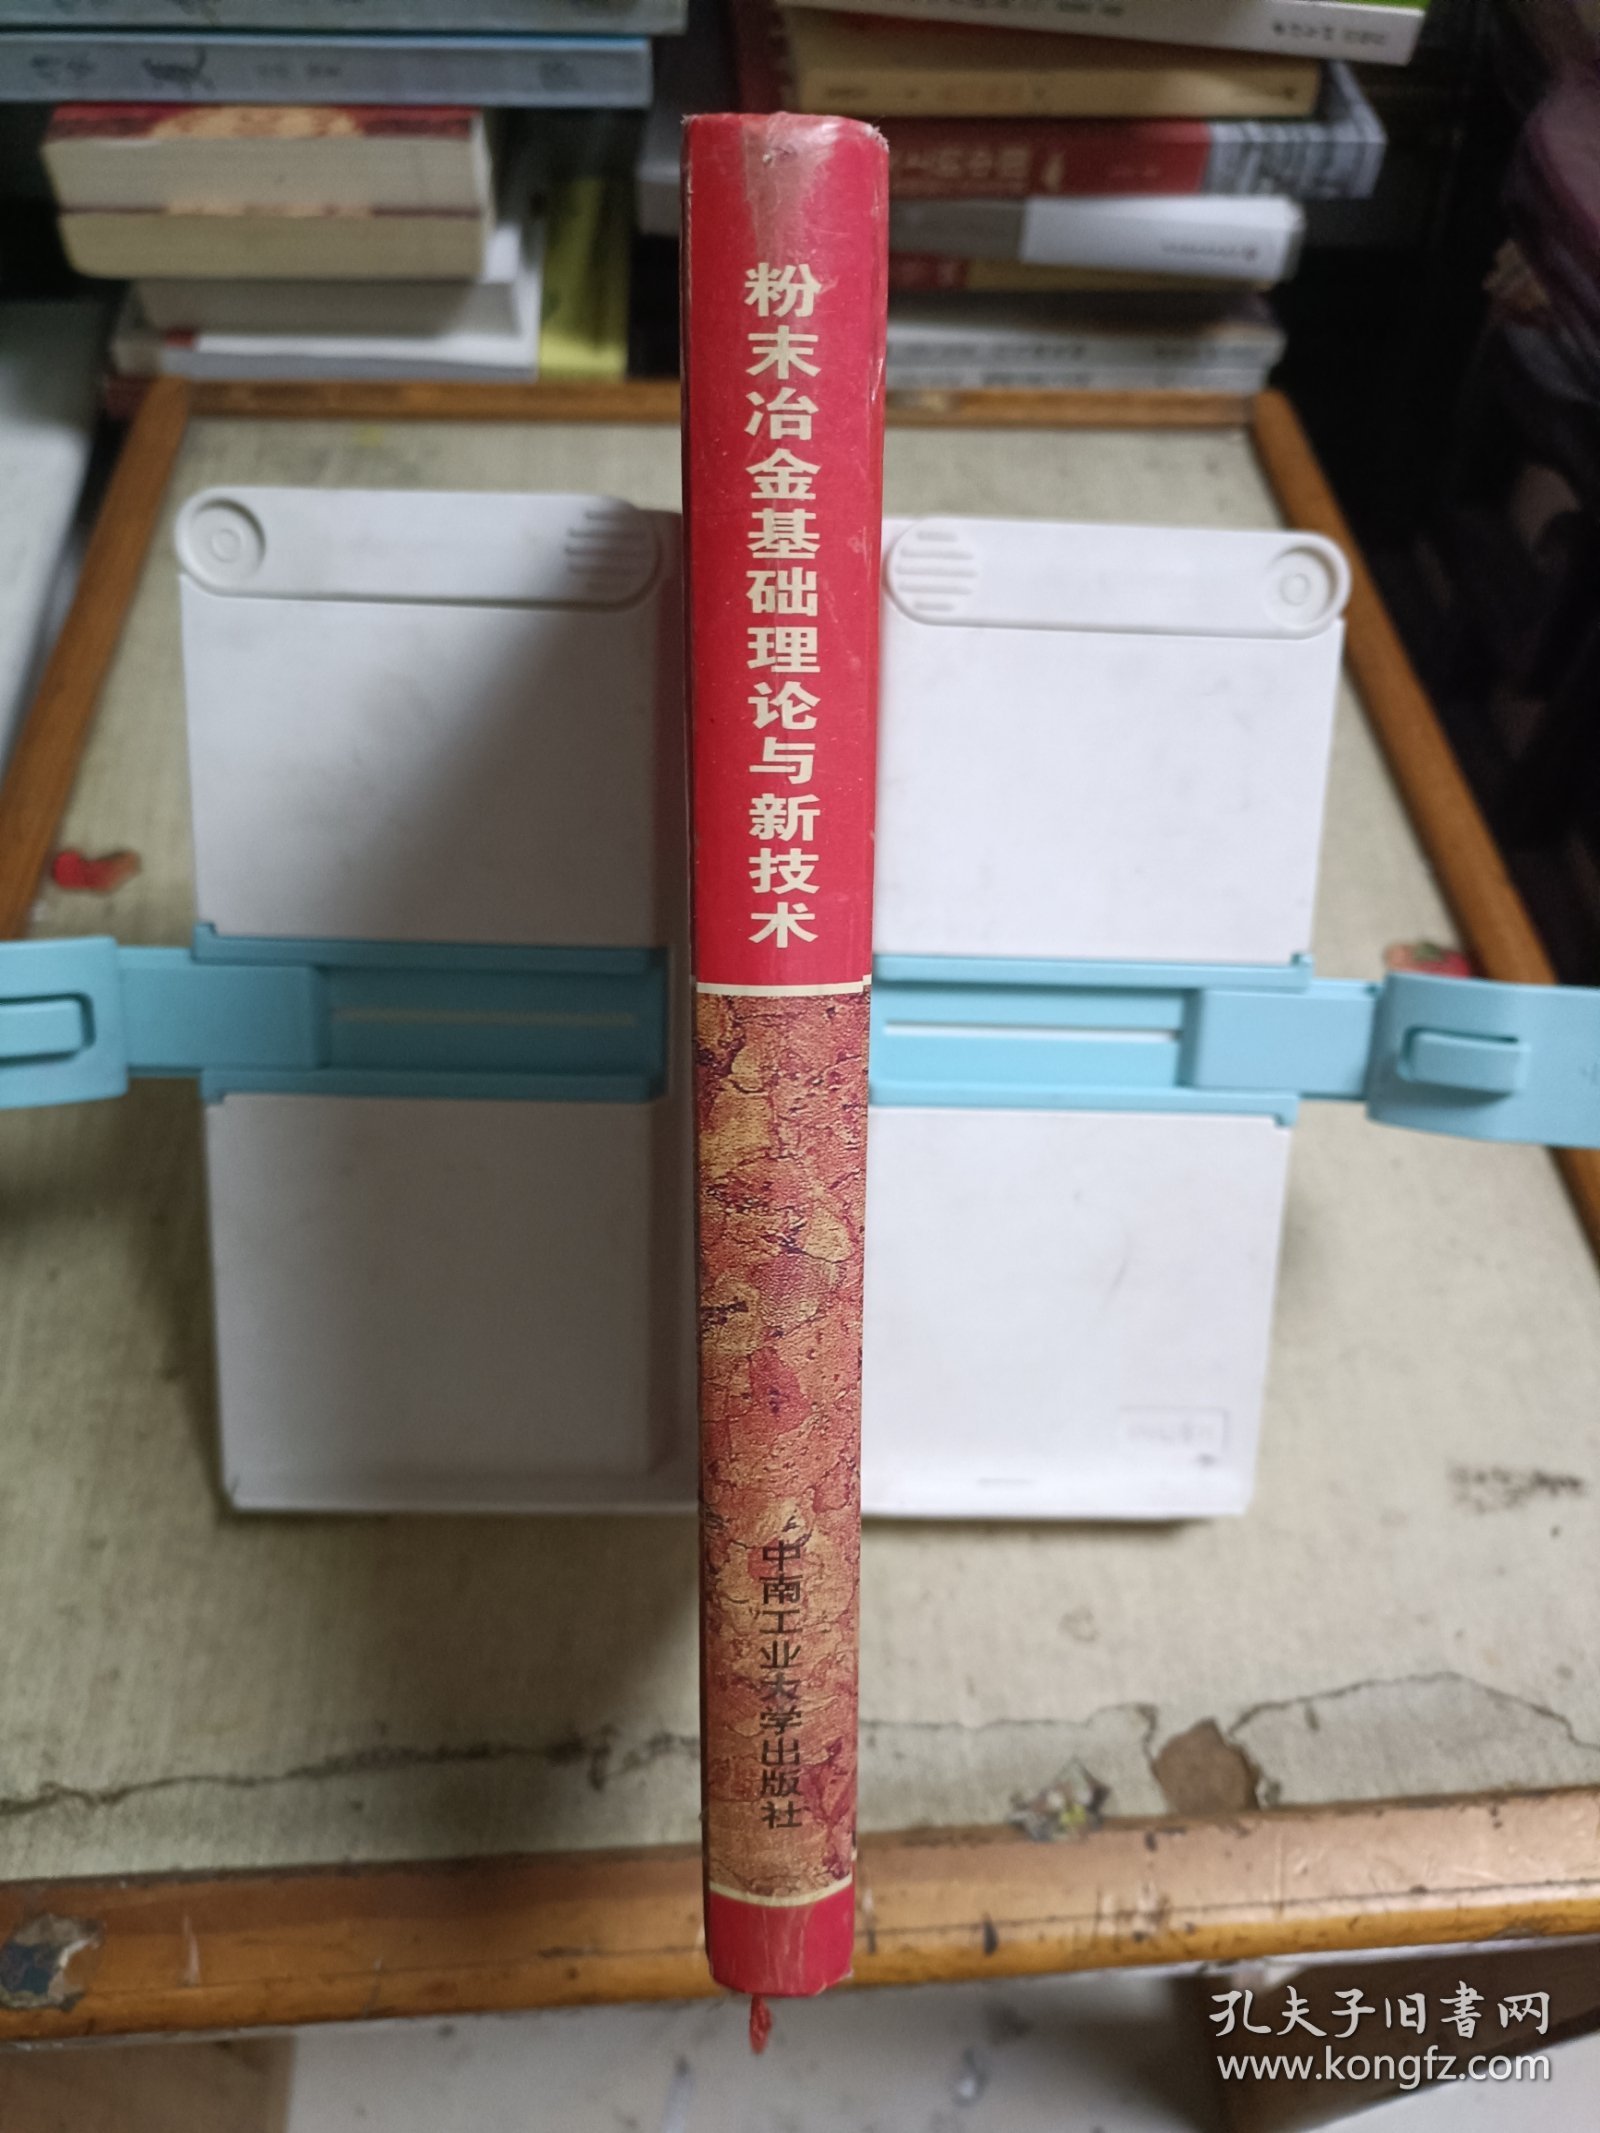 粉末冶金基础理论与新技术
中南工业大学出版社
孔夫子旧書网
www.kongfz.com